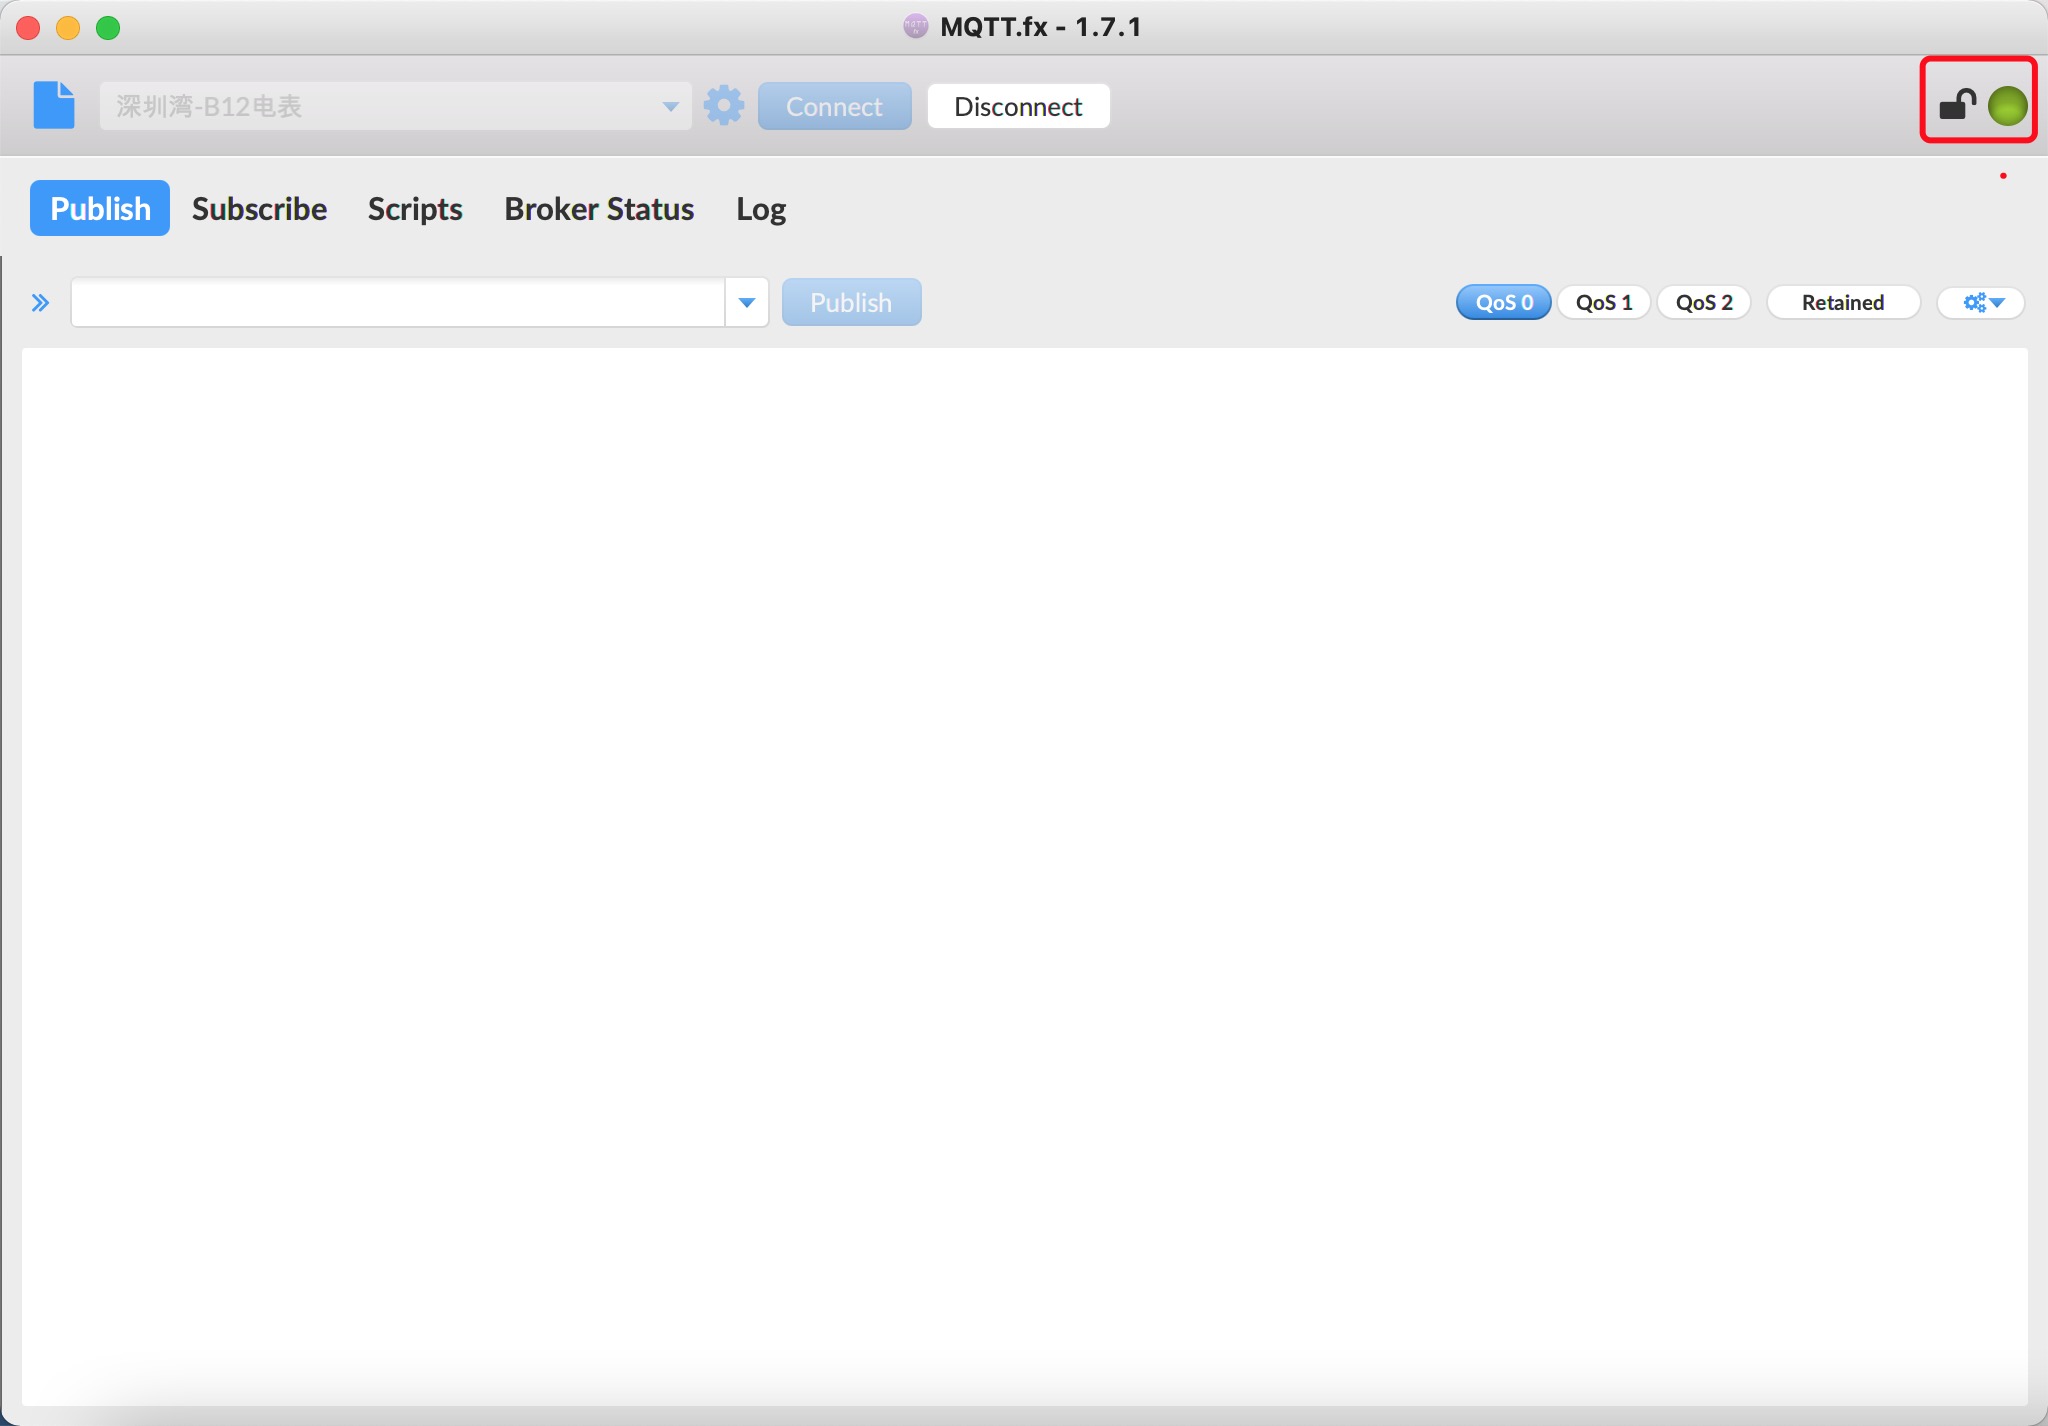 MQTT.fx - 1.7.1
深圳湾-B12电表
Connect
Disconnect
Publish
Subscribe
Scripts
Broker Status
Log
Publish
QoS 0
QoS 1
QoS 2
Retained